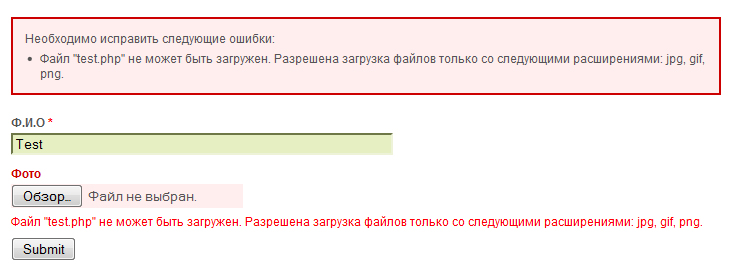 Необходимо исправить следующие ошибки:
• Файл "test.php" не может быть загружен. Разрешена загрузка файлов только со следующими расширениями: jpg, gif,
png.
Ф.И.О *
Test
Фото
Обзор… Файл не выбран.
Файл "test.php" не может быть загружен. Разрешена загрузка файлов только со следующими расширениями: jpg, gif, png.
Submit